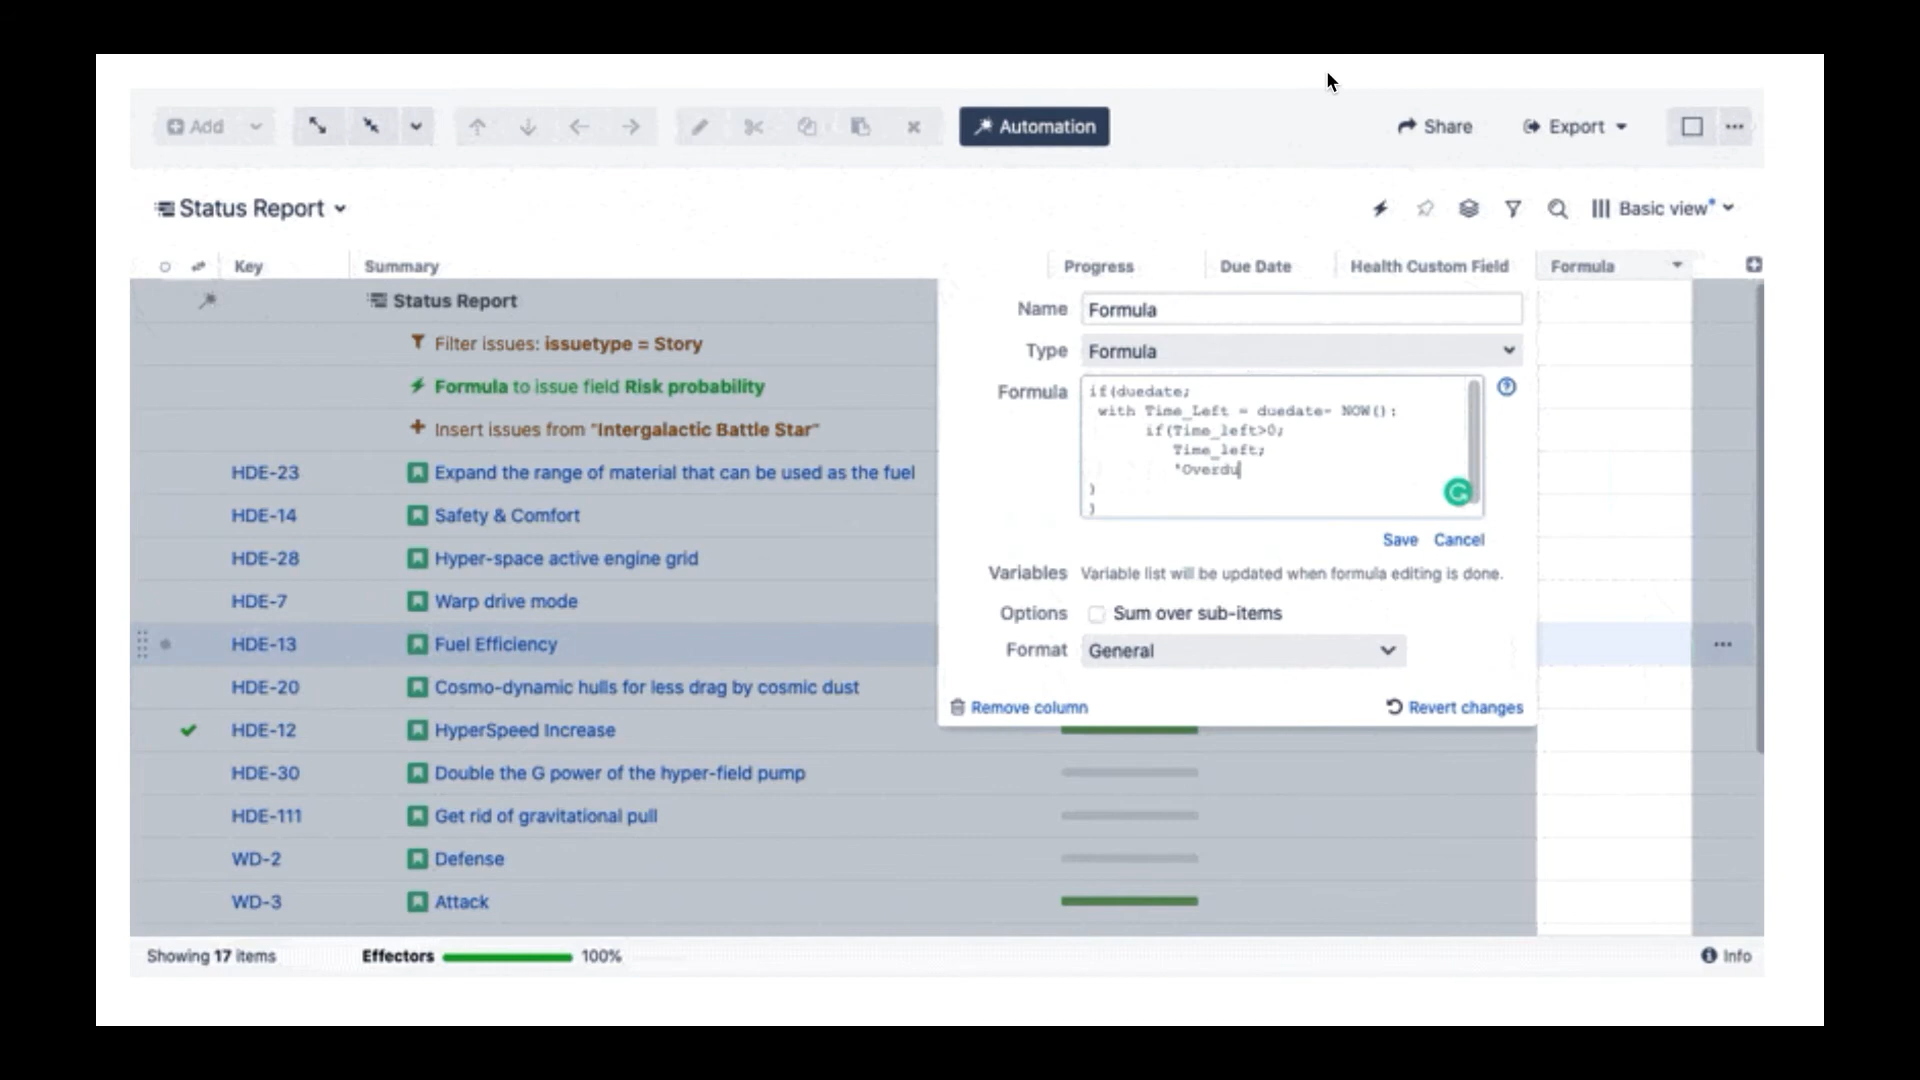 Add
Automation
Share
Export
Status Report
Basic view
Key
Summary
Progress
Due Date
Health Custom Field
Formula
Status Report
Name
Formula
Filter issues: issuetype = Story
Type
Formula
Formula to issue field Risk probability
Formula
if(duedate;
with Time_Left = duedate- NOW():
if(Time_left>0;
Time_left;
"Overdu
)
)
Insert issues from "Intergalactic Battle Star"
HDE-23
Expand the range of material that can be used as the fuel
HDE-14
Safety & Comfort
Save
Cancel
HDE-28
Hyper-space active engine grid
Variables
Variable list will be updated when formula editing is done.
HDE-7
Warp drive mode
Options
Sum over sub-items
HDE-13
Fuel Efficiency
Format
General
HDE-20
Cosmo-dynamic hulls for less drag by cosmic dust
Remove column
Revert changes
HDE-12
HyperSpeed Increase
HDE-30
Double the G power of the hyper-field pump
HDE-111
Get rid of gravitational pull
WD-2
Defense
WD-3
Attack
Showing 17 items
Effectors
100%
Info